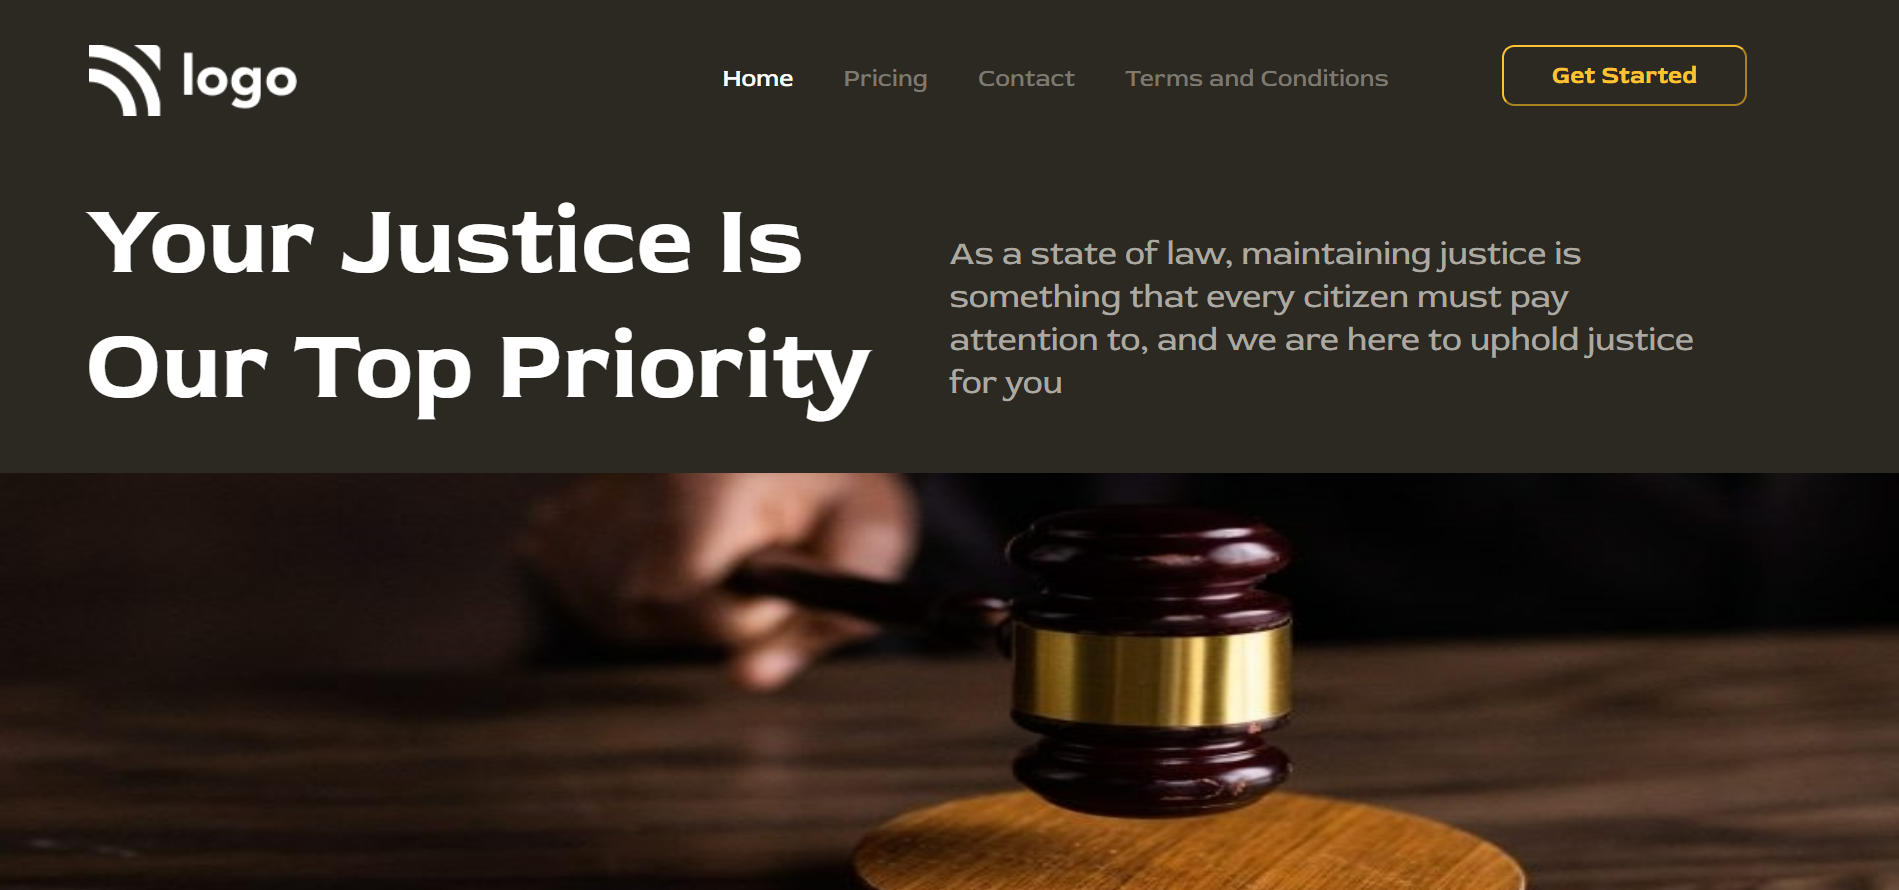 logo
Home
Pricing
Contact
Terms and Conditions
Get Started
Your Justice Is
Our Top Priority
As a state of law, maintaining justice is
something that every citizen must pay
attention to, and we are here to uphold justice
for you